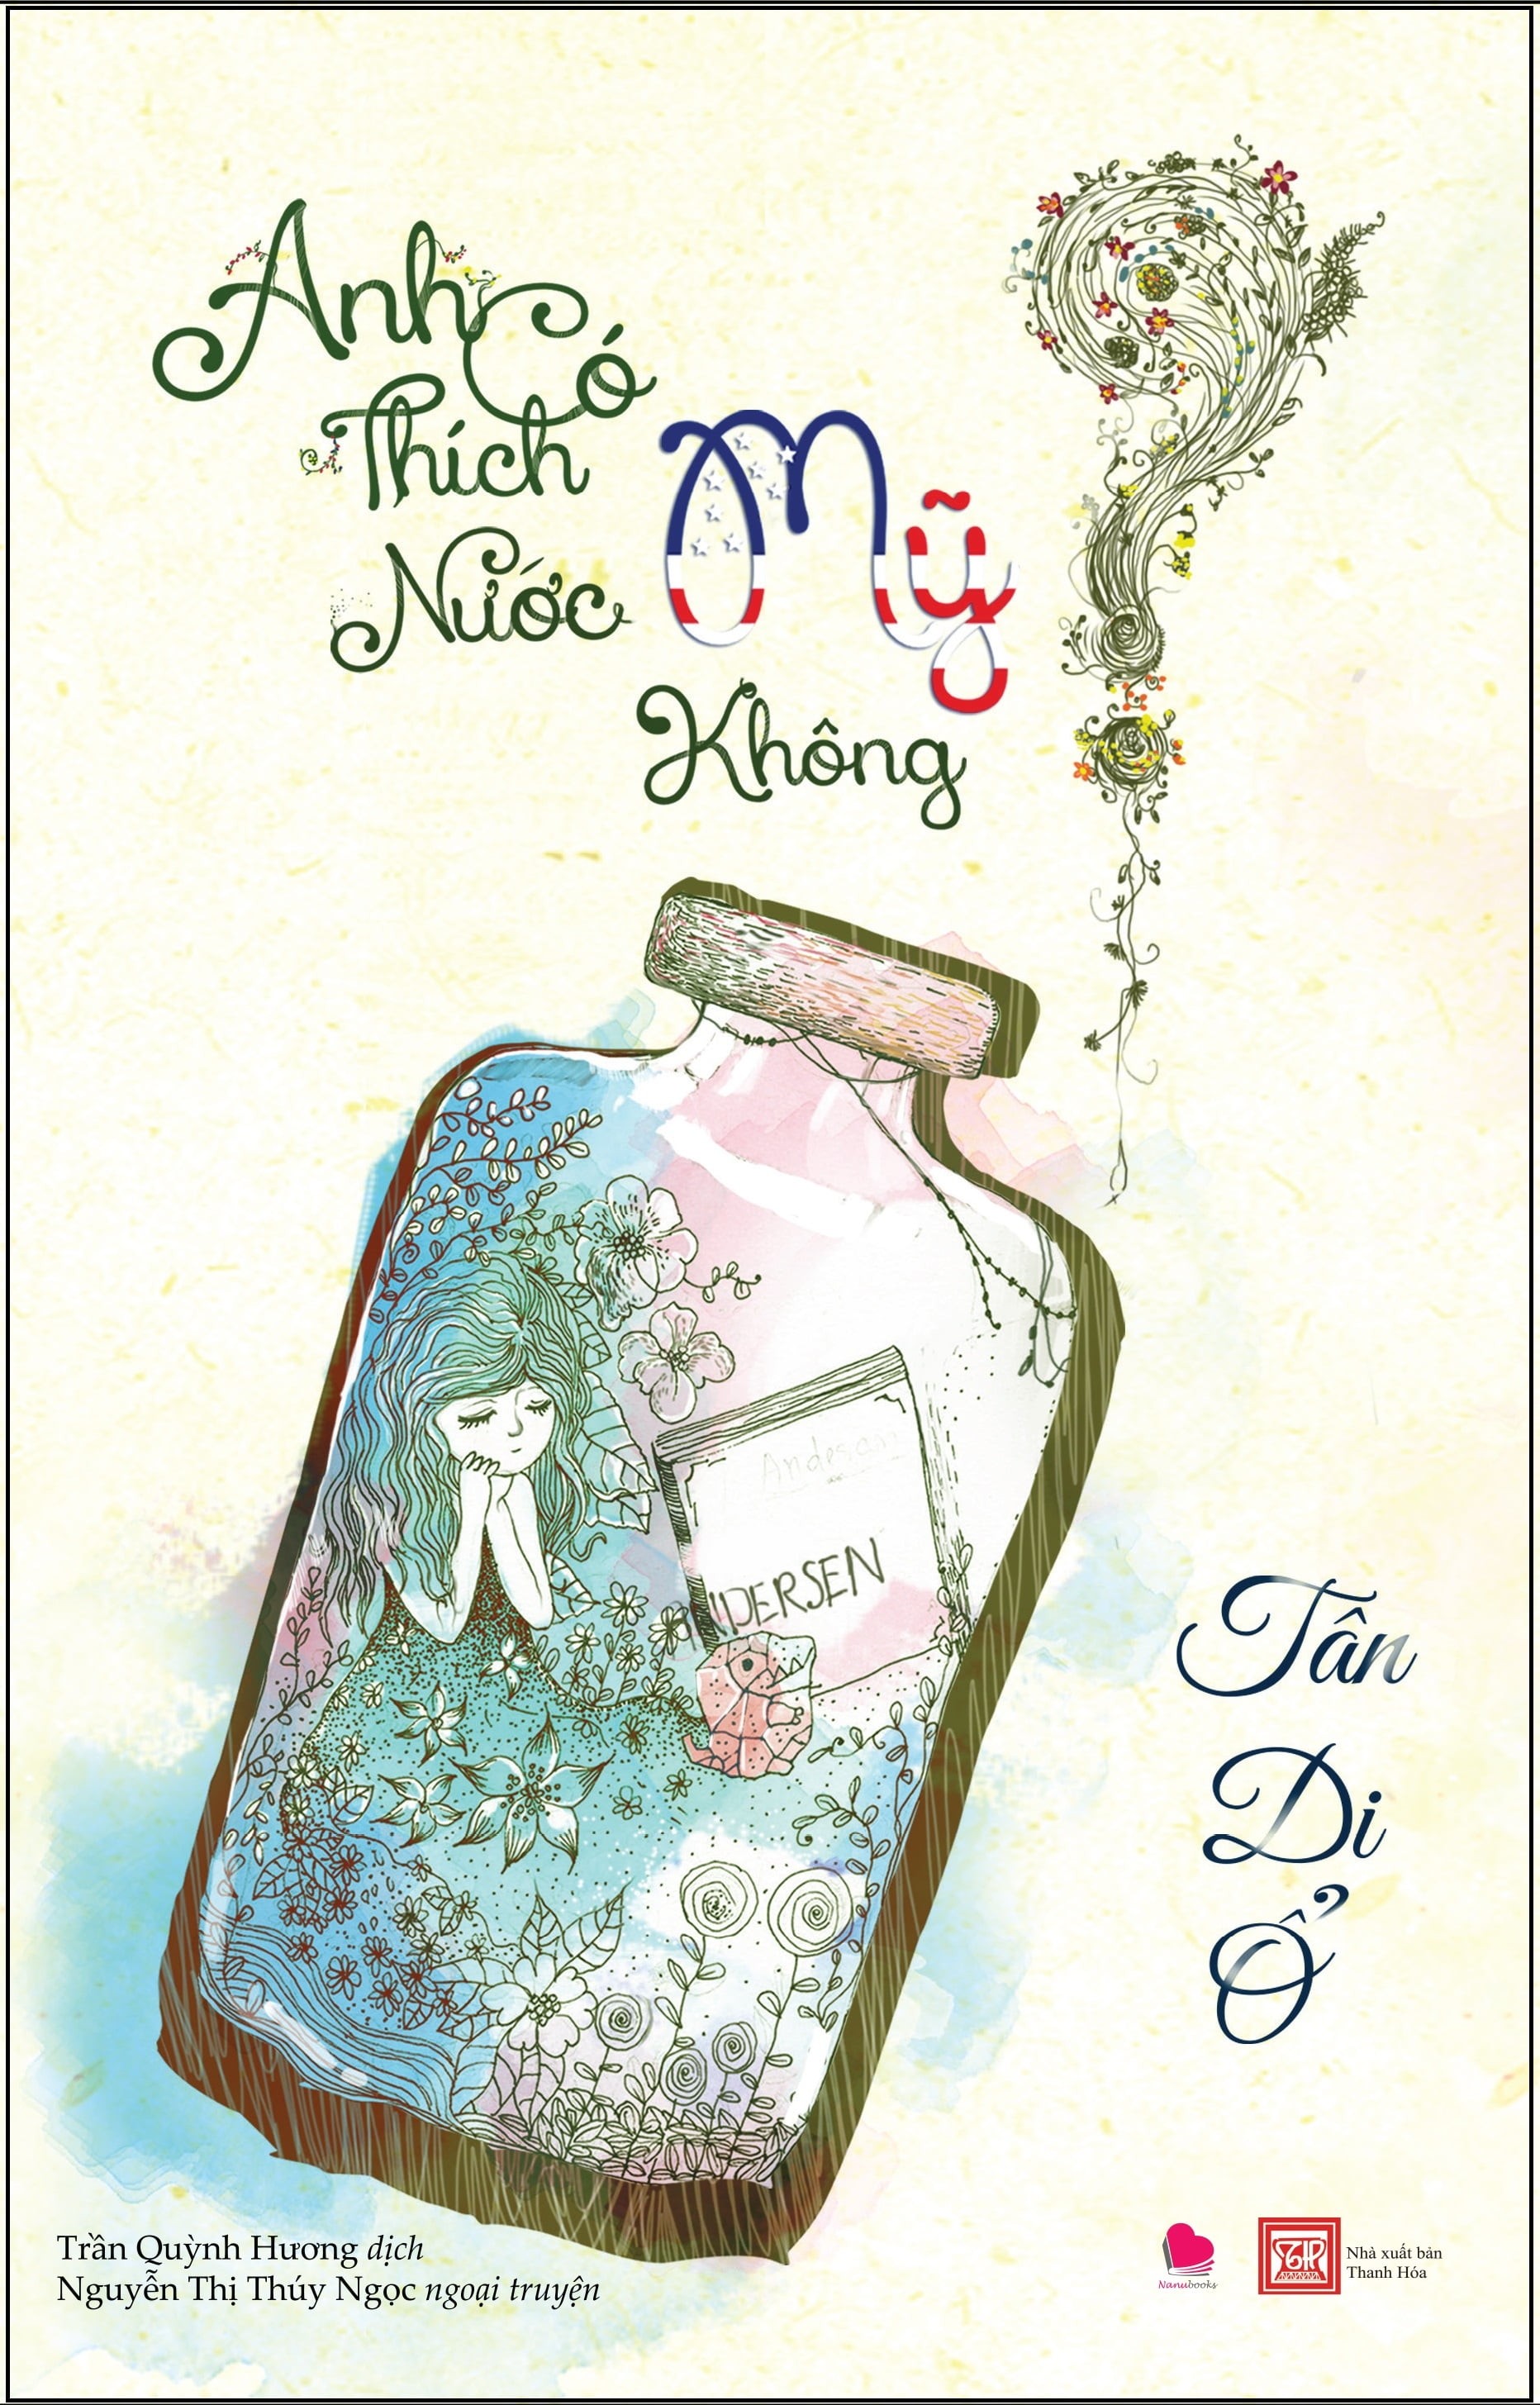 Anh Có
Thích
Nước Mỹ
Không
?
Andesan
ANDERSEN
Tân
Di
Ổ
Trần Quỳnh Hương dịch
Nguyễn Thị Thúy Ngọc ngoại truyện
Nanubooks
Nhà xuất bản
Thanh Hóa